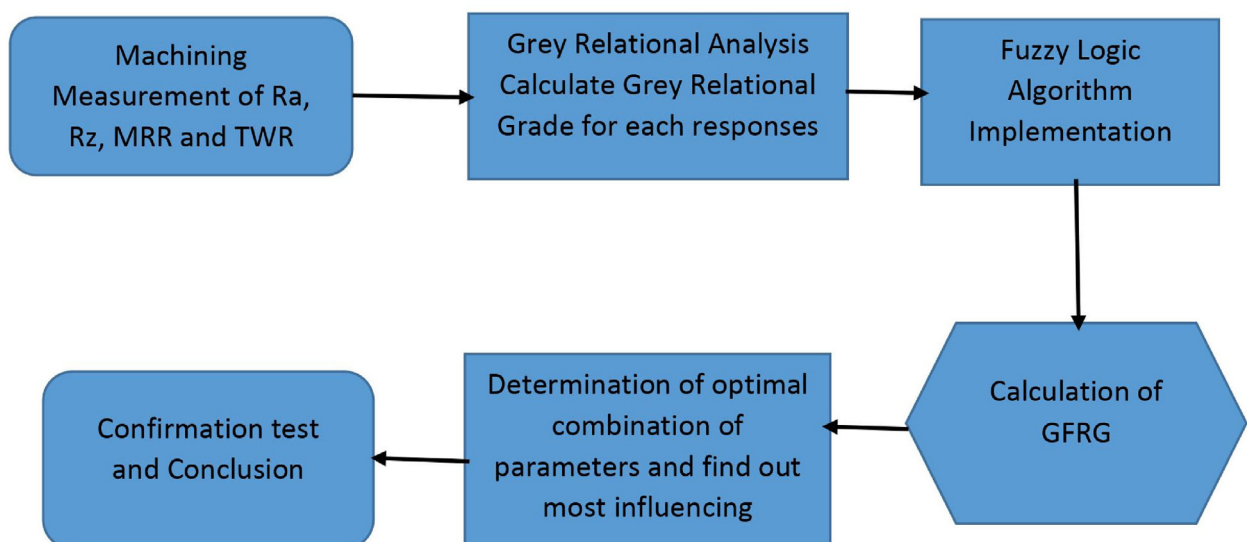 Machining
Measurement of Ra,
Rz, MRR and TWR
Grey Relational Analysis
Calculate Grey Relational
Grade for each responses
Fuzzy Logic
Algorithm
Implementation
Calculation of
GFRG
Determination of optimal
combination of
parameters and find out
most influencing
Confirmation test
and Conclusion